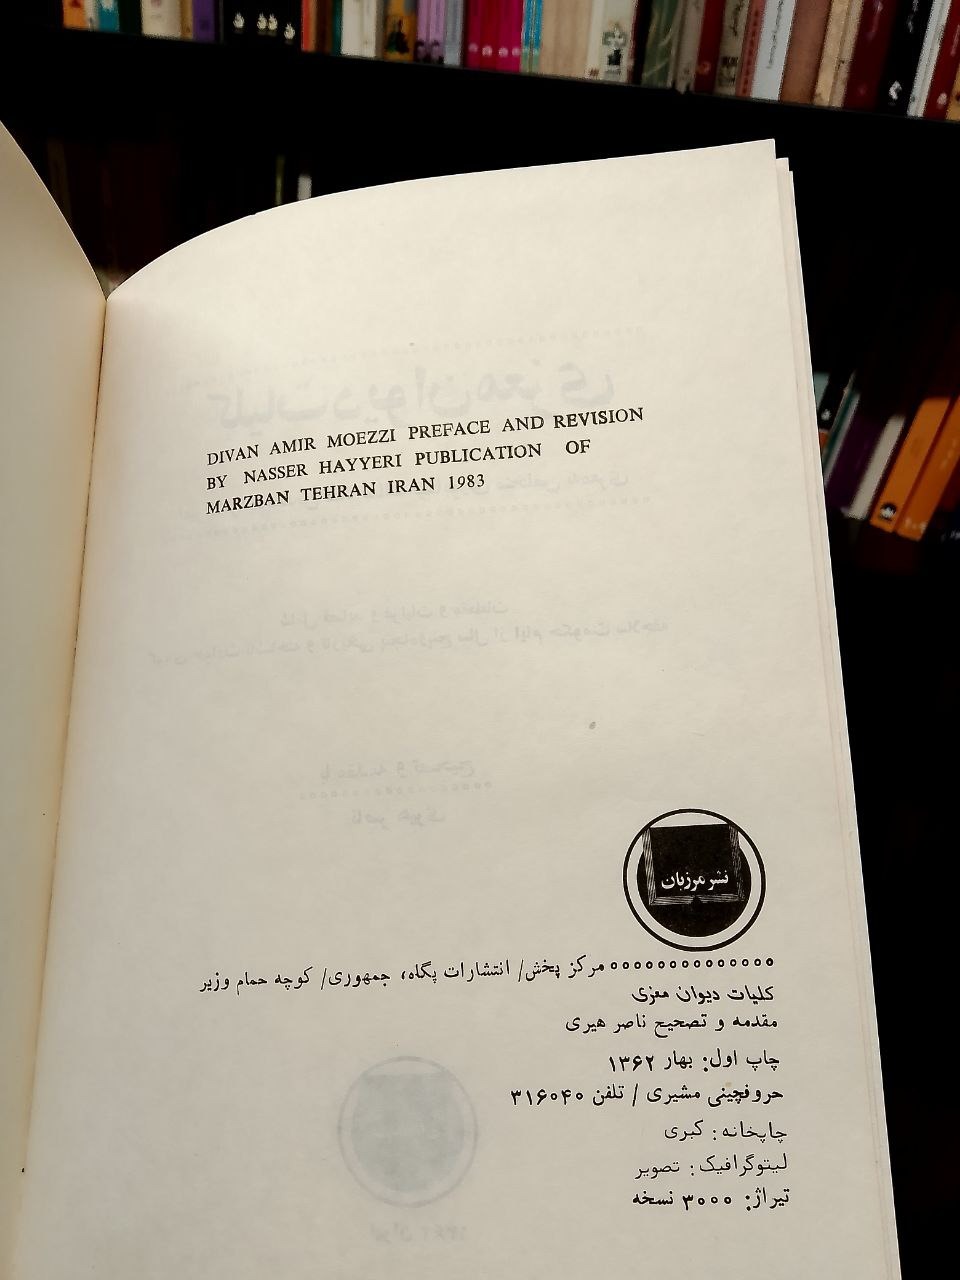 DIVAN AMIR MOEZZI PREFACE AND REVISION
BY NASSER HAYYERI PUBLICATION OF
MARZBAN TEHRAN IRAN 1983
نشر مرزبان
مرکز پخش/ انتشارات پگاه، جمهوری/ کوچه حمام وزیر
کلیات دیوان معزی
مقدمه و تصحیح ناصر هیری
چاپ اول: بهار ۱۳۶۲
حروفچینی مشیری / تلفن ۳۱۶۰۴۰
چاپخانه: کبری
لیتوگرافیک: تصویر
تیراژ: ۳۰۰۰ نسخه